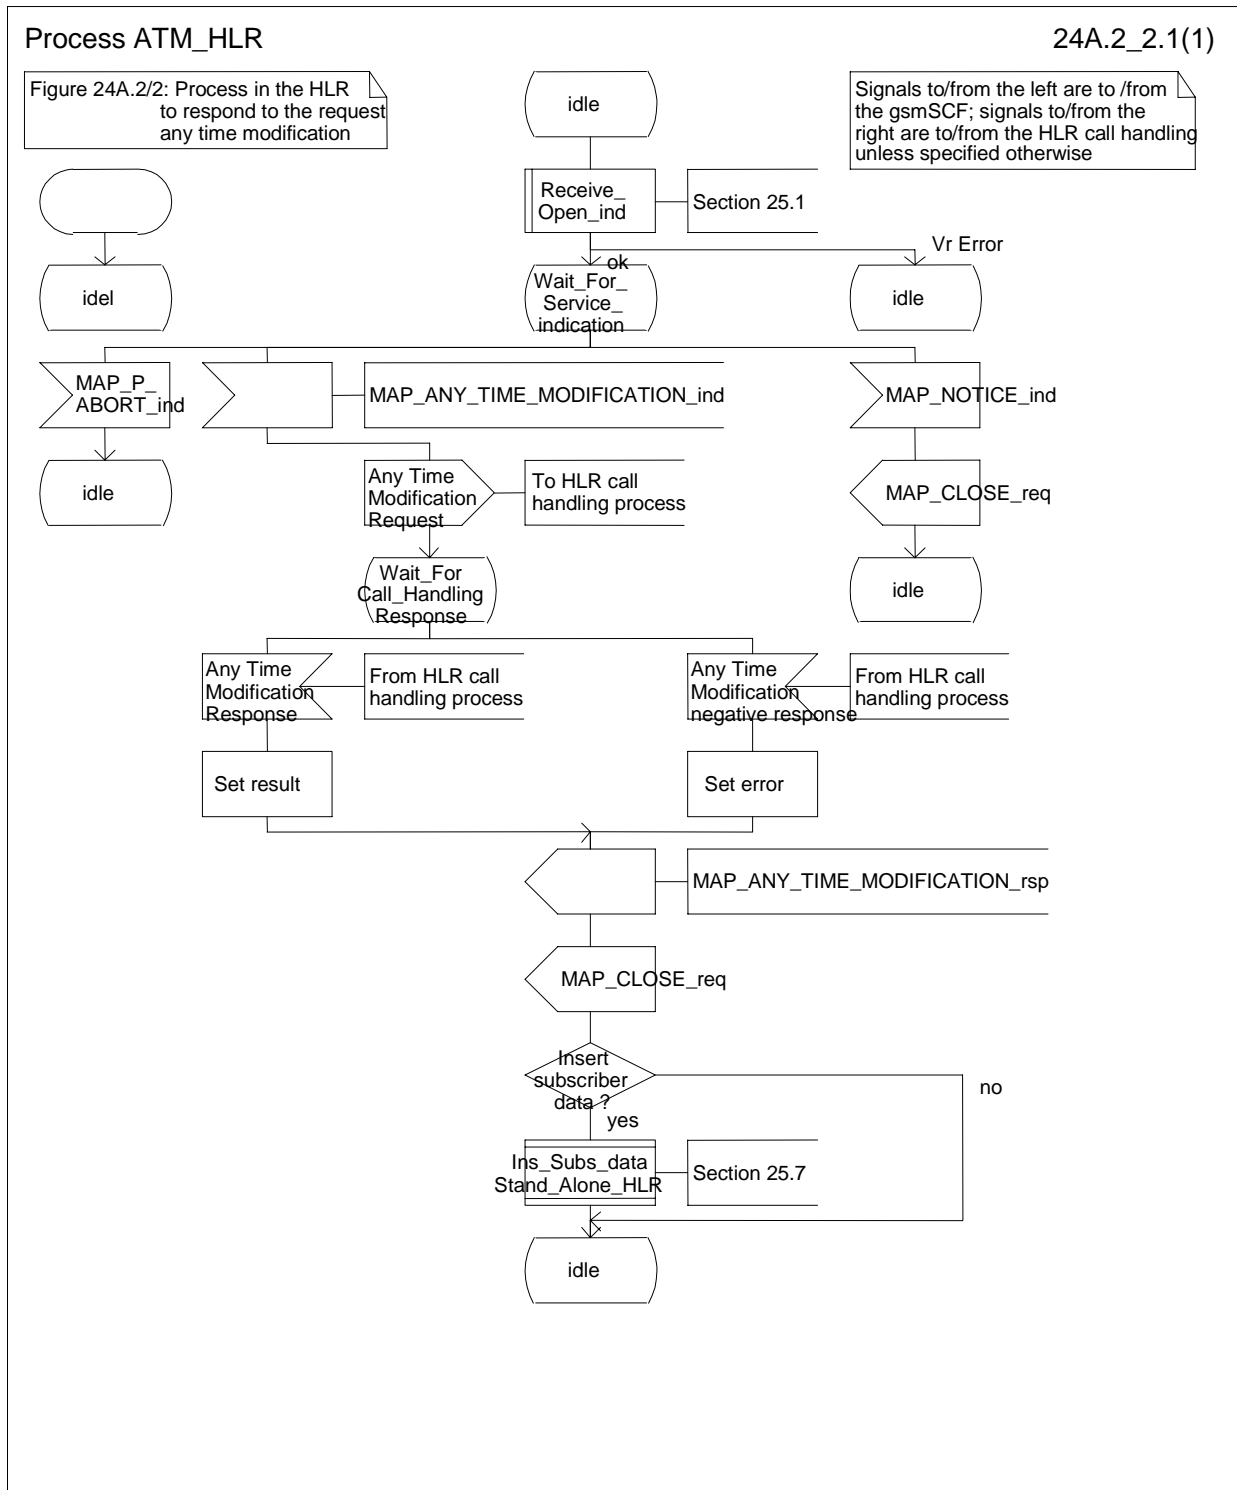 Process ATM_HLR
24A.2_2.1(1)
Figure 24A.2/2: Process in the HLR
to respond to the request
any time modification
idle
Signals to/from the left are to /from
the gsmSCF; signals to/from the
right are to/from the HLR call handling
unless specified otherwise
Receive_
Open_ind
Section 25.1
Vr Error
ok
idel
Wait_For_
Service_
indication
idle
MAP_P_
ABORT_ind
MAP_ANY_TIME_MODIFICATION_ind
MAP_NOTICE_ind
idle
Any Time
Modification
Request
To HLR call
handling process
MAP_CLOSE_req
Wait_For
Call_Handling
Response
idle
Any Time
Modification
Response
From HLR call
handling process
Any Time
Modification
negative response
From HLR call
handling process
Set result
Set error
MAP_ANY_TIME_MODIFICATION_rsp
MAP_CLOSE_req
Insert
subscriber
data ?
no
yes
Ins_Subs_data
Stand_Alone_HLR
Section 25.7
idle